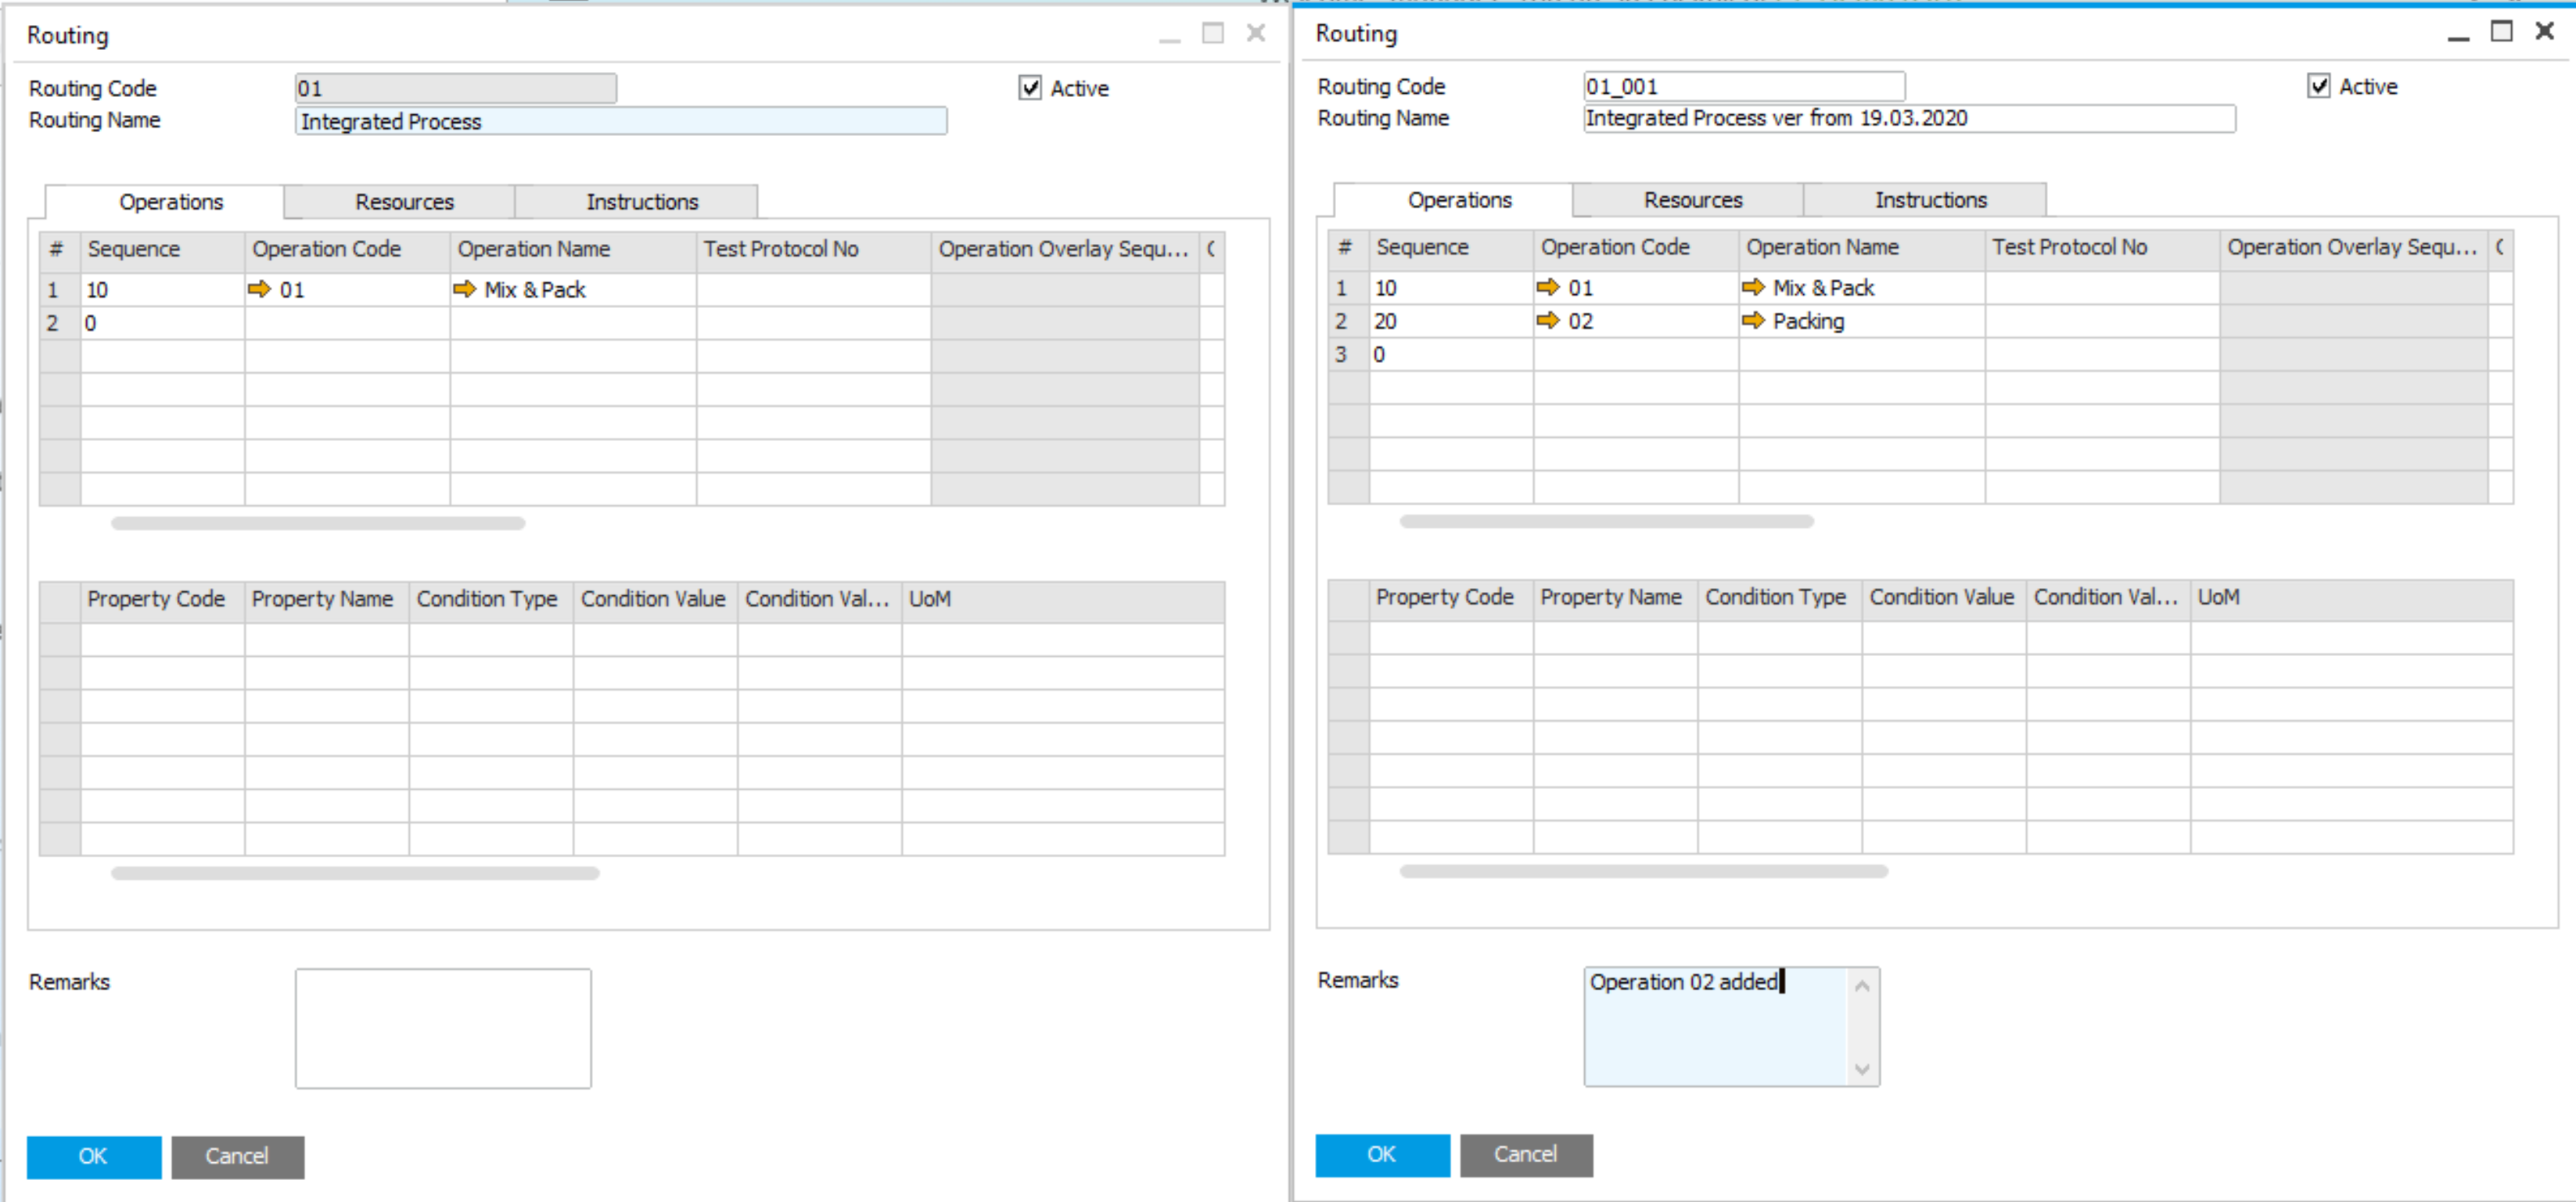 Routing
Routing Code 01 Active
Routing Name Integrated Process
Operations Resources Instructions
# Sequence Operation Code Operation Name Test Protocol No Operation Overlay Sequ...
1 10 01 Mix & Pack
2 0
Property Code Property Name Condition Type Condition Value Condition Val... UoM
Remarks
OK Cancel
Routing
Routing Code 01_001 Active
Routing Name Integrated Process ver from 19.03.2020
Operations Resources Instructions
# Sequence Operation Code Operation Name Test Protocol No Operation Overlay Sequ...
1 10 01 Mix & Pack
2 20 02 Packing
3 0
Property Code Property Name Condition Type Condition Value Condition Val... UoM
Remarks Operation 02 added
OK Cancel